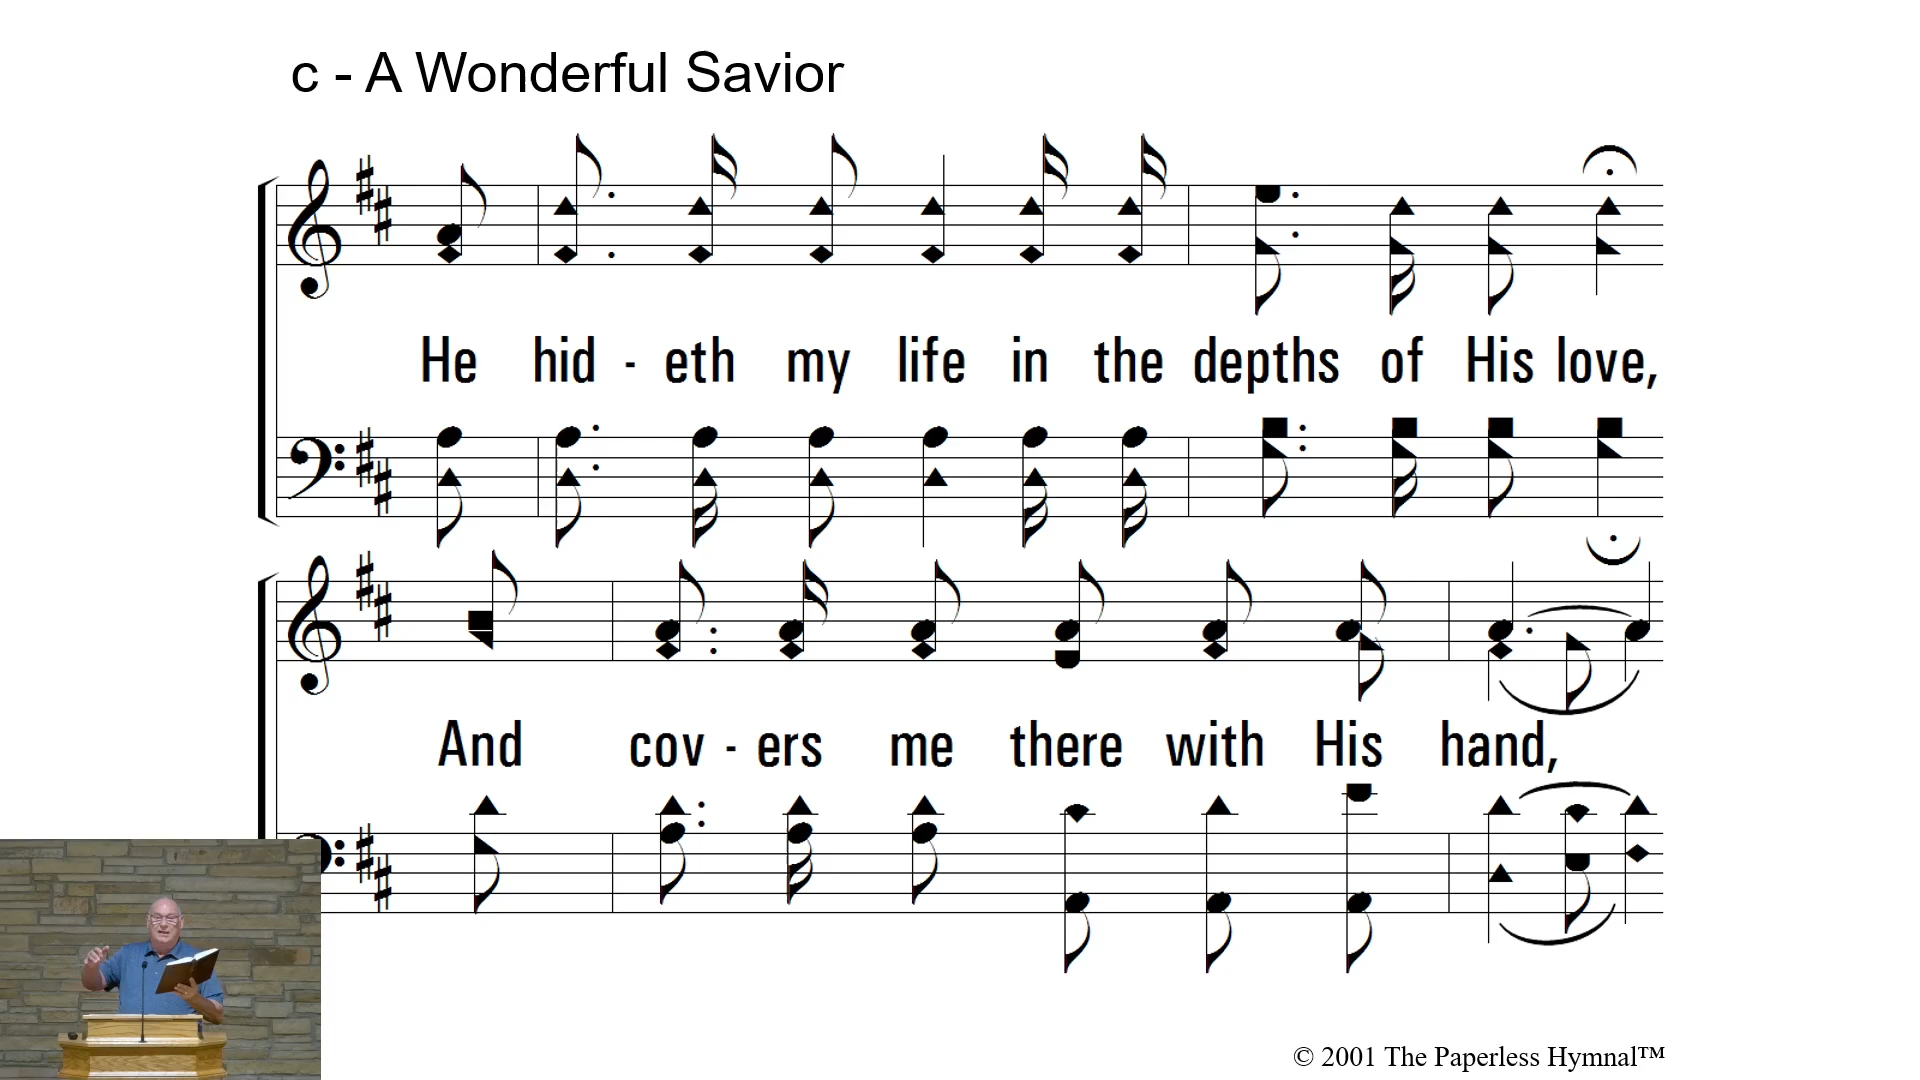 c - A Wonderful Savior
He hid - eth my life in the depths of His love,
And cov - ers me there with His hand,
© 2001 The Paperless Hymnal™